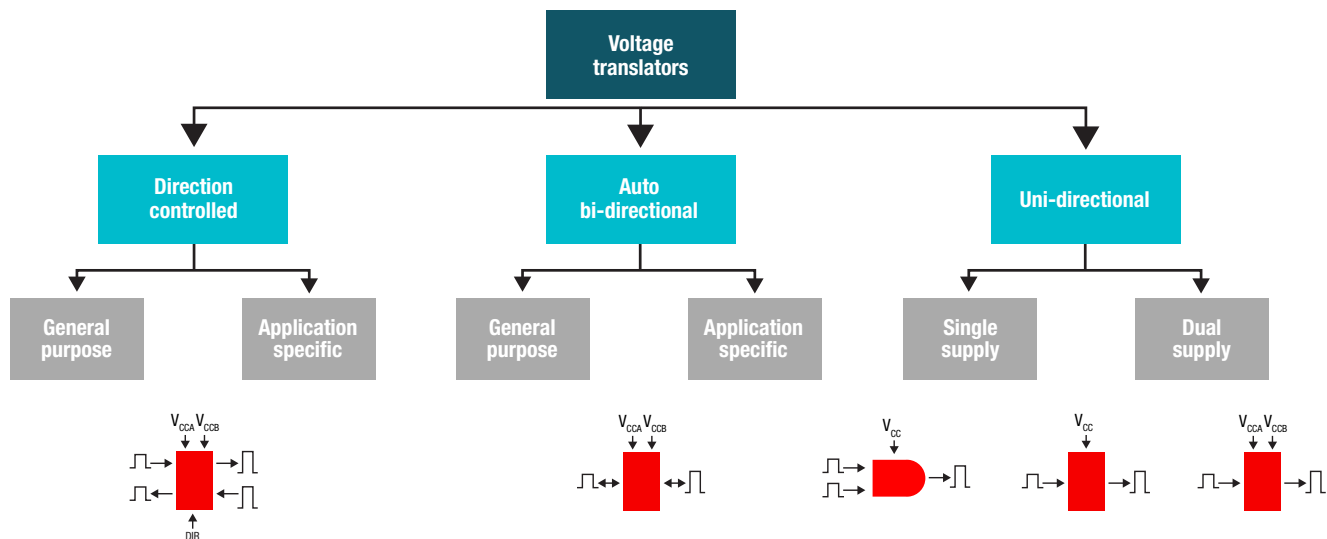 Voltage
translators
Direction
controlled
Auto
bi-directional
Uni-directional
General
purpose
Application
specific
General
purpose
Application
specific
Single
supply
Dual
supply
VCCA VCCB
DIR
VCCA VCCB
VCC
VCC
VCCA VCCB